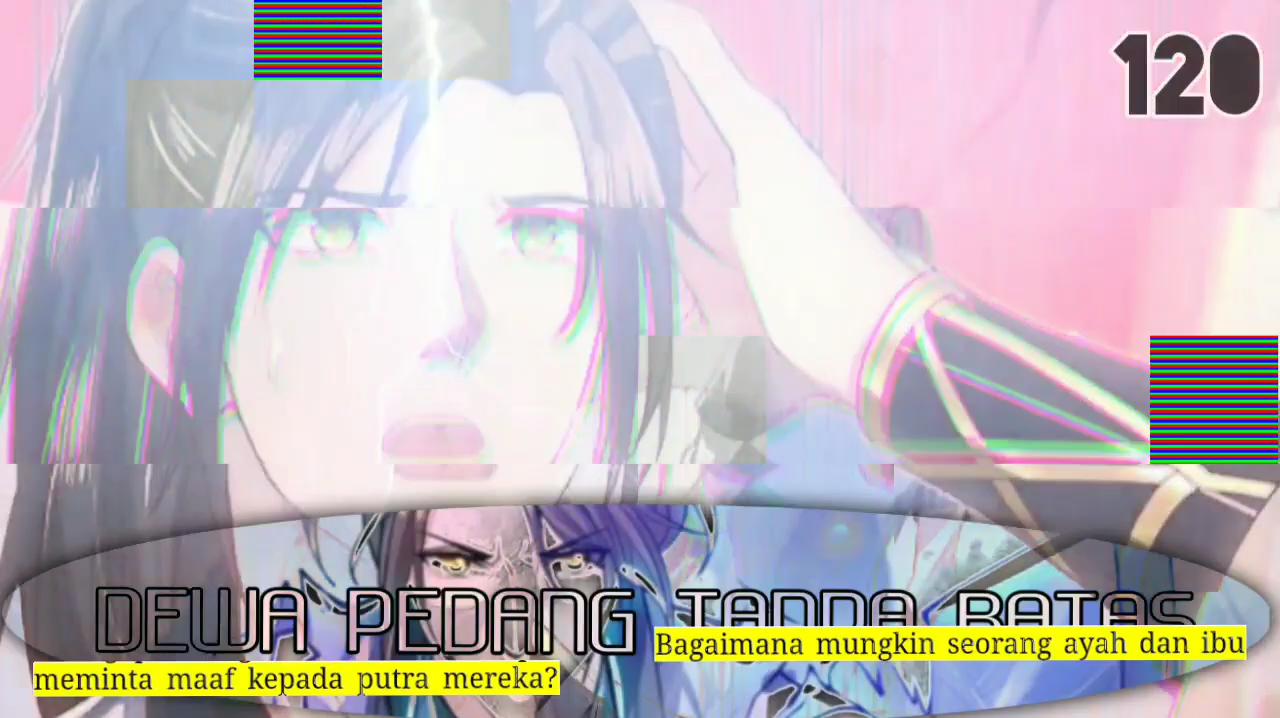 120
DEWA PEDANG TANPA BATAS
Bagaimana mungkin seorang ayah dan ibu
meminta maaf kepada putra mereka?